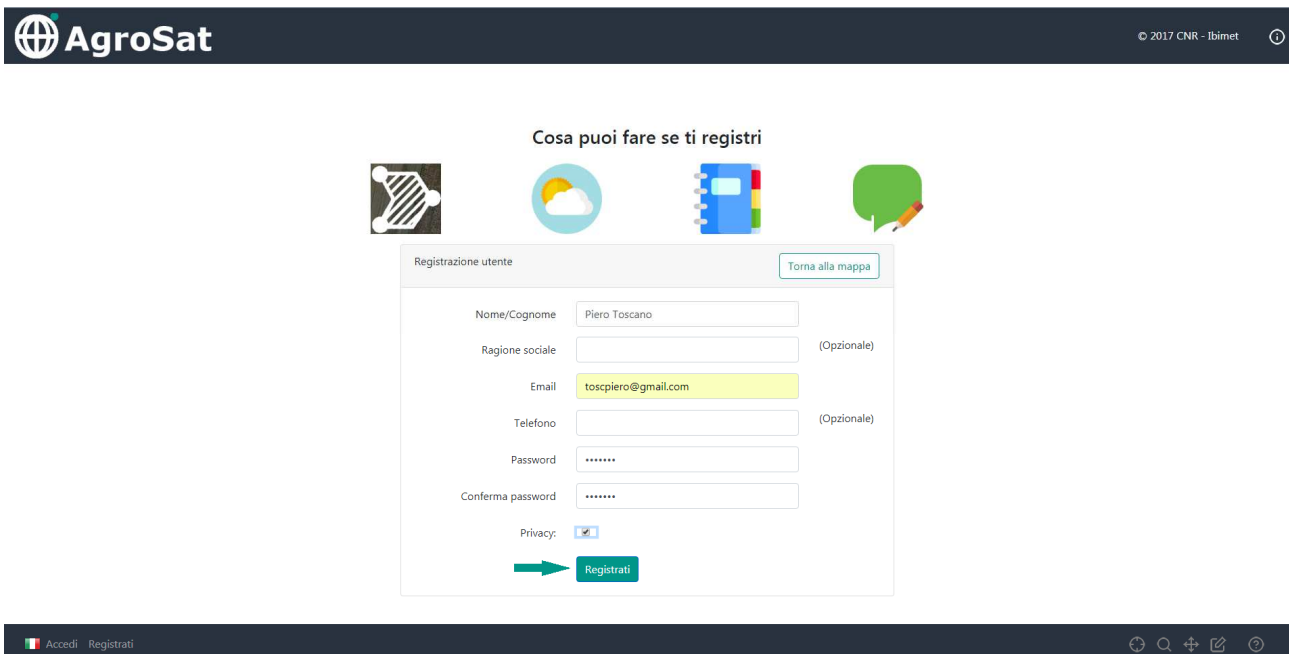 AgroSat
© 2017 CNR - Ibimet
Cosa puoi fare se ti registri
Registrazione utente
Torna alla mappa
Nome/Cognome Piero Toscano
Ragione sociale (Opzionale)
Email toscpiero@gmail.com
Telefono (Opzionale)
Password •••••••
Conferma password •••••••
Privacy:
Registrati
Accedi Registrati